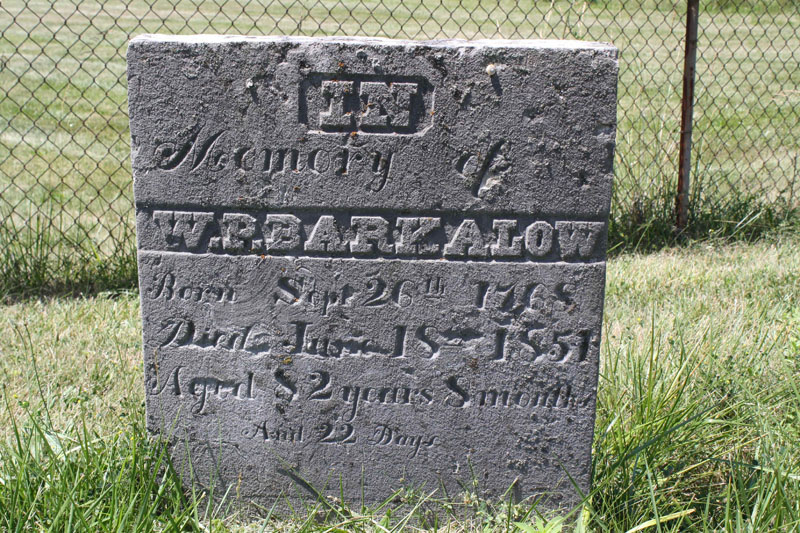 IN
Memory of
W.P. BARKALOW
Born Sept 26th 1768
Died June 18th 1851
Aged 82 years 8 months
And 22 Days